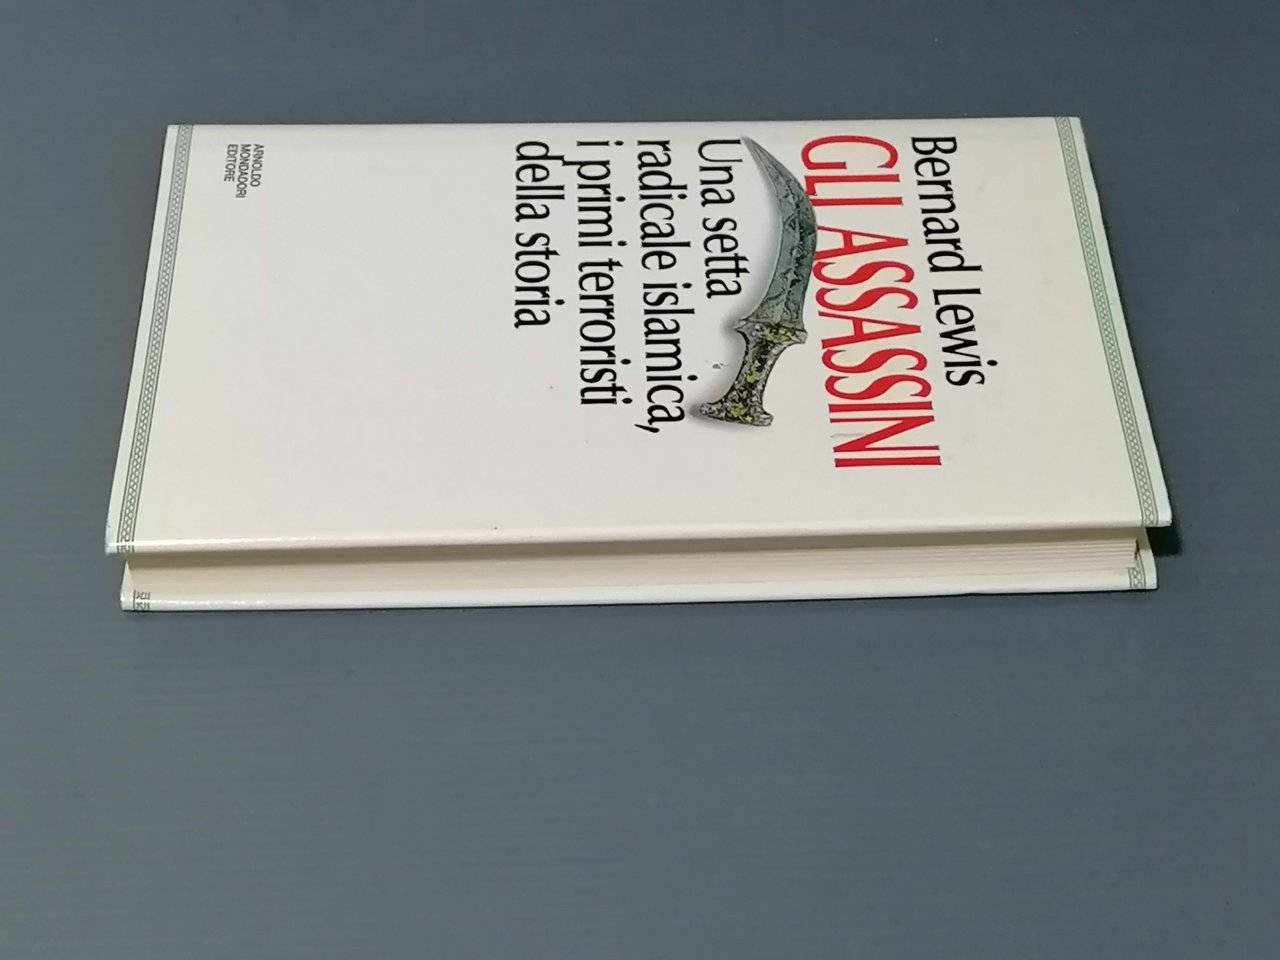 Bernard Lewis
GLI ASSASSINI
Una setta
radicale islamica,
i primi terroristi
della storia
ARNOLDO
MONDADORI
EDITORE